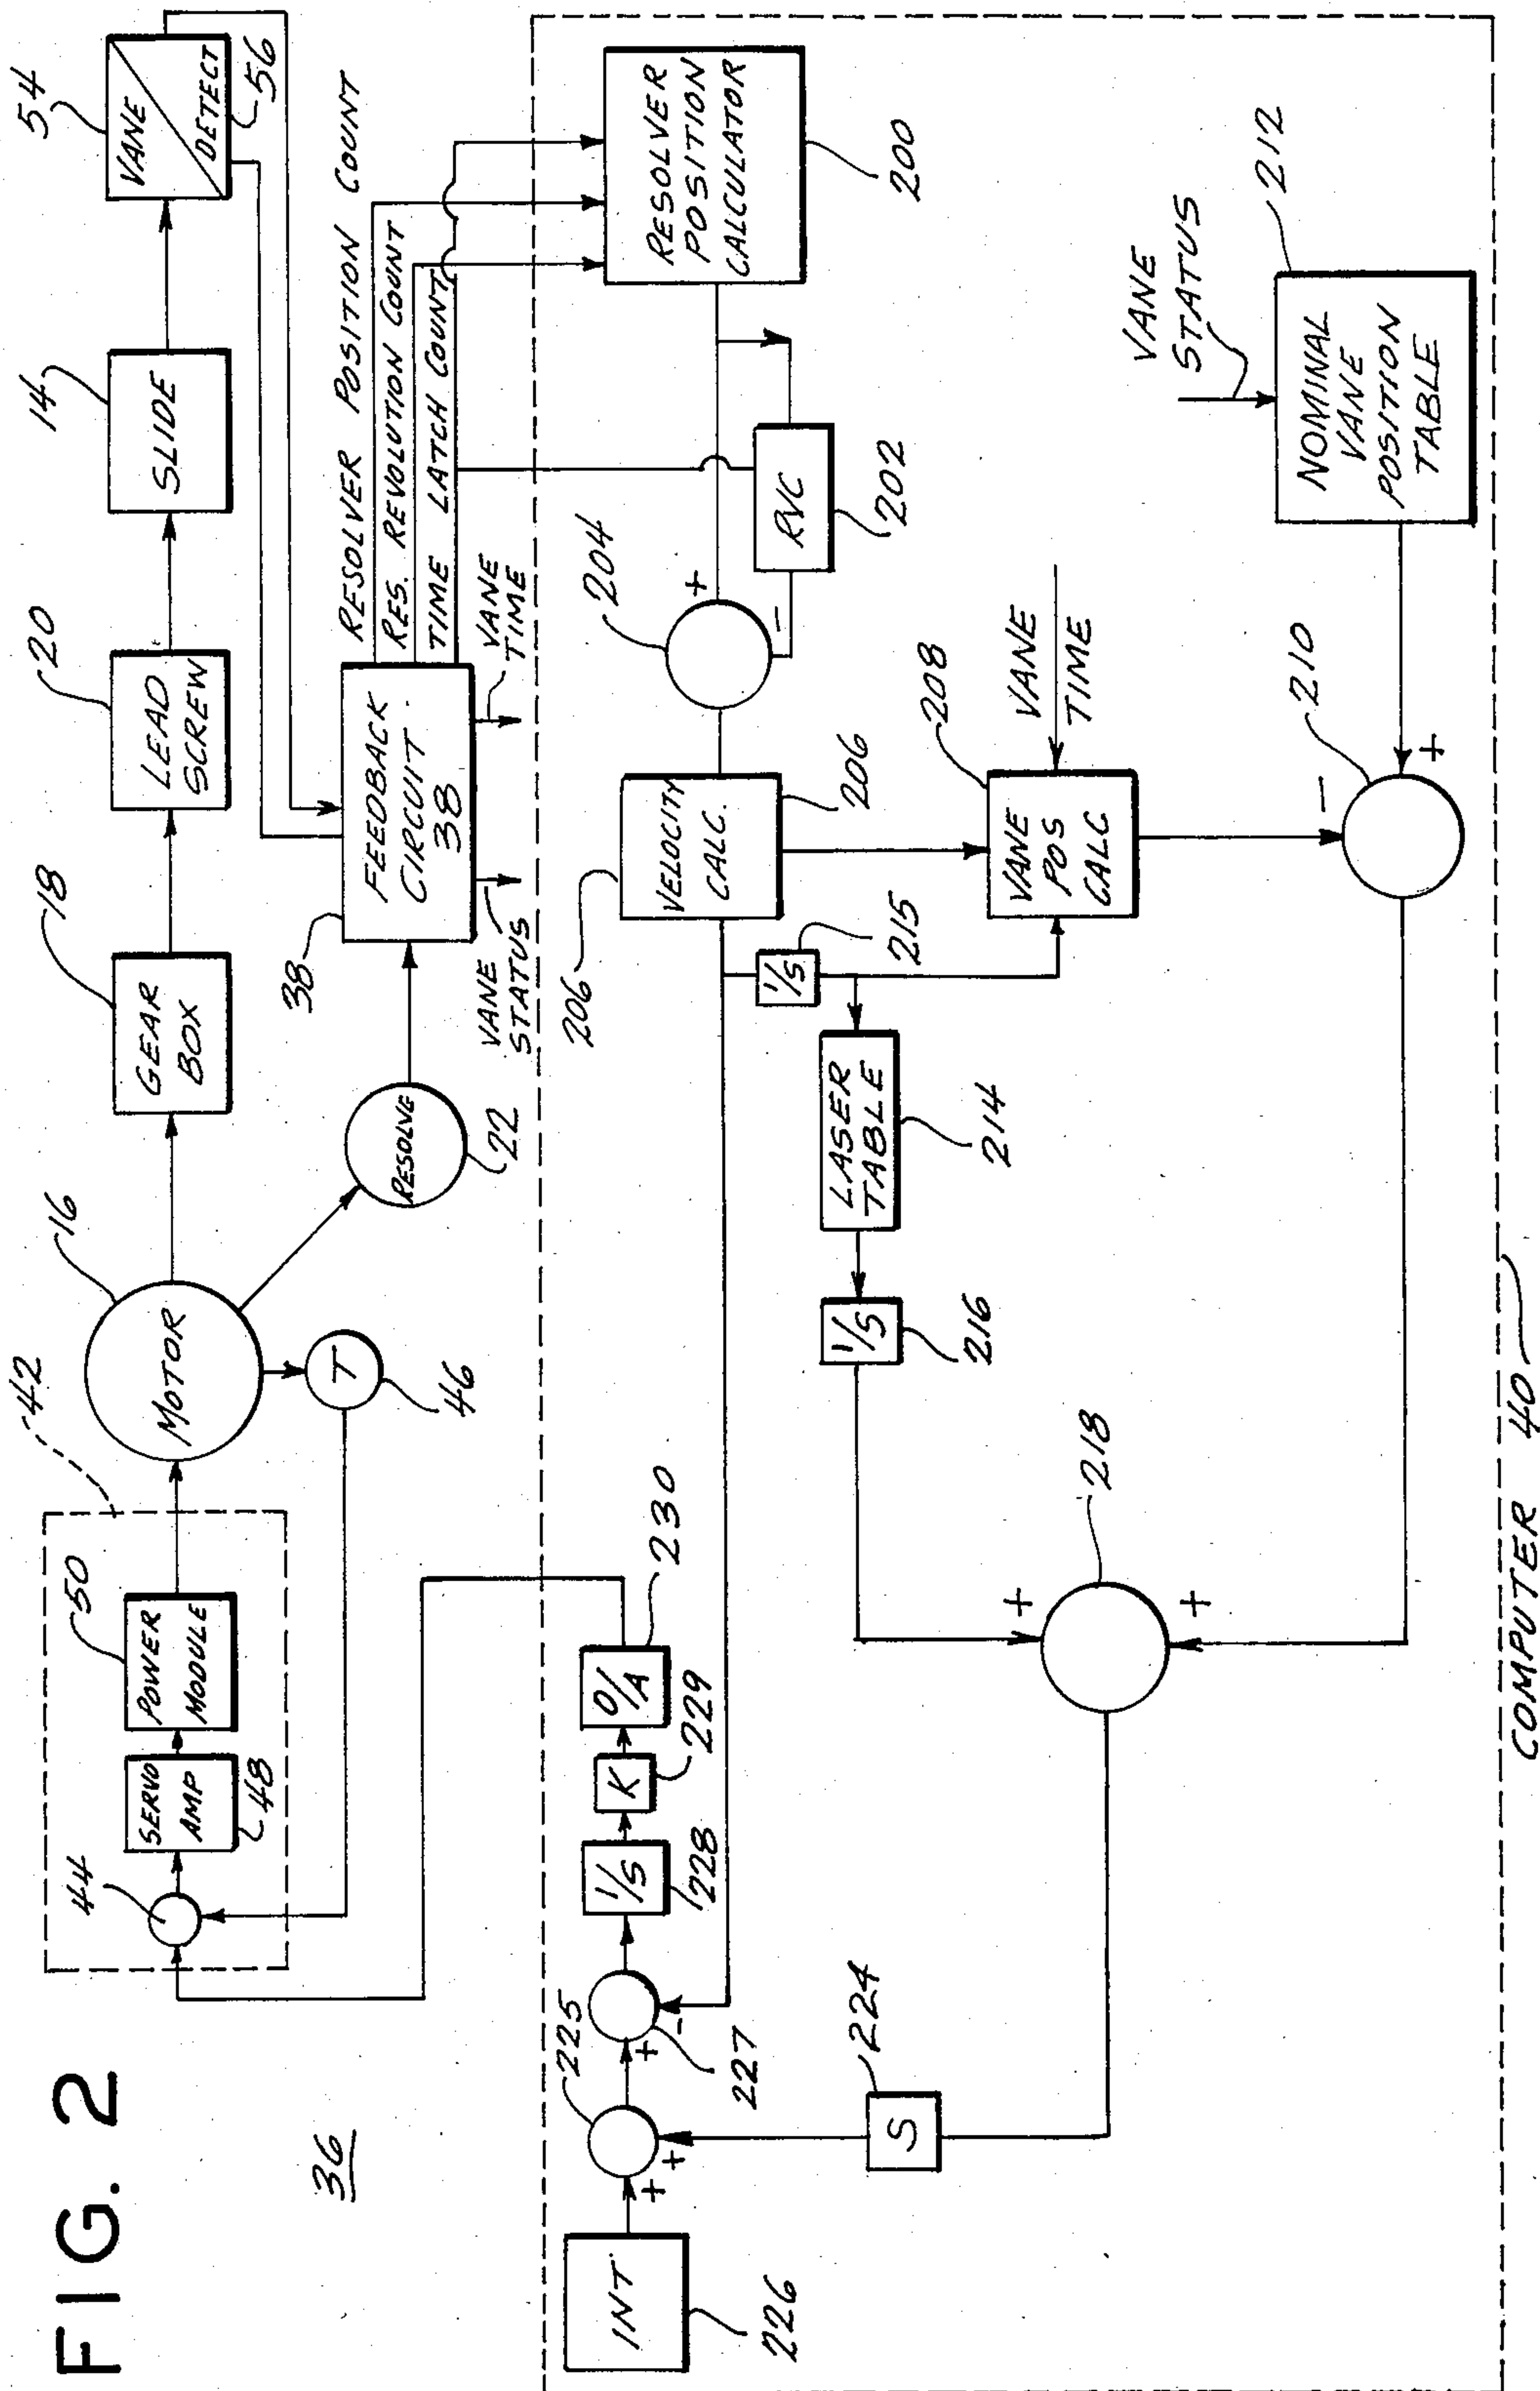 FIG. 2
36
42
44
SERVO
AMP
48
50
POWER
MODULE
16
MOTOR
T
46
18
GEAR
BOX
20
LEAD
SCREW
14
SLIDE
54
VANE
DETECT
56
RESOLVE
22
38
FEEDBACK
CIRCUIT
38
RESOLVER POSITION COUNT
RES. REVOLUTION COUNT
TIME LATCH COUNT
VANE
TIME
VANE
STATUS
RESOLVER
POSITION
CALCULATOR
200
RVC
202
204
+
-
VELOCITY
CALC.
206
206
1/S
215
VANE
POS
CALC
208
VANE
TIME
VANE
STATUS
NOMINAL
VANE
POSITION
TABLE
212
210
-
+
LASER
TABLE
214
1/S
216
218
+
+
S
224
INT.
226
+
+
225
+
-
227
1/S
228
K
229
D/A
230
COMPUTER 40